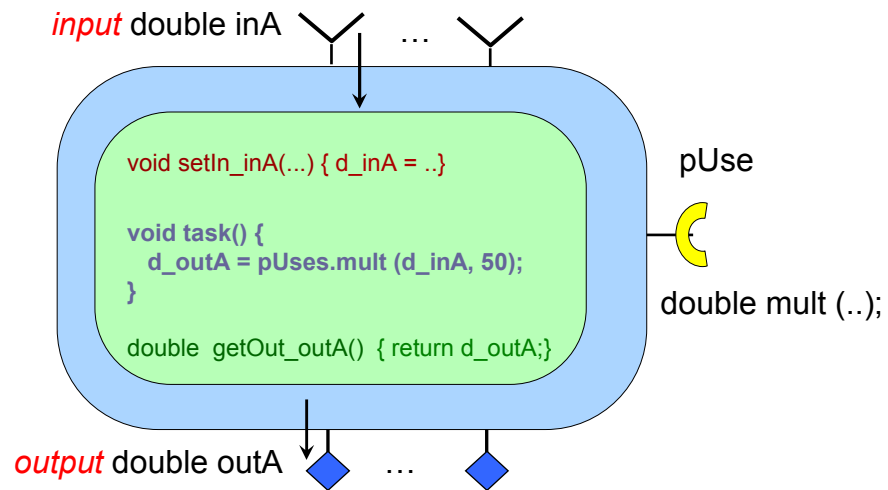 input double inA
...
void setIn_inA(...) { d_inA = ..}
pUse
void task() {
d_outA = pUses.mult (d_inA, 50);
}
double mult (..);
double getOut_outA() { return d_outA;}
output double outA
...